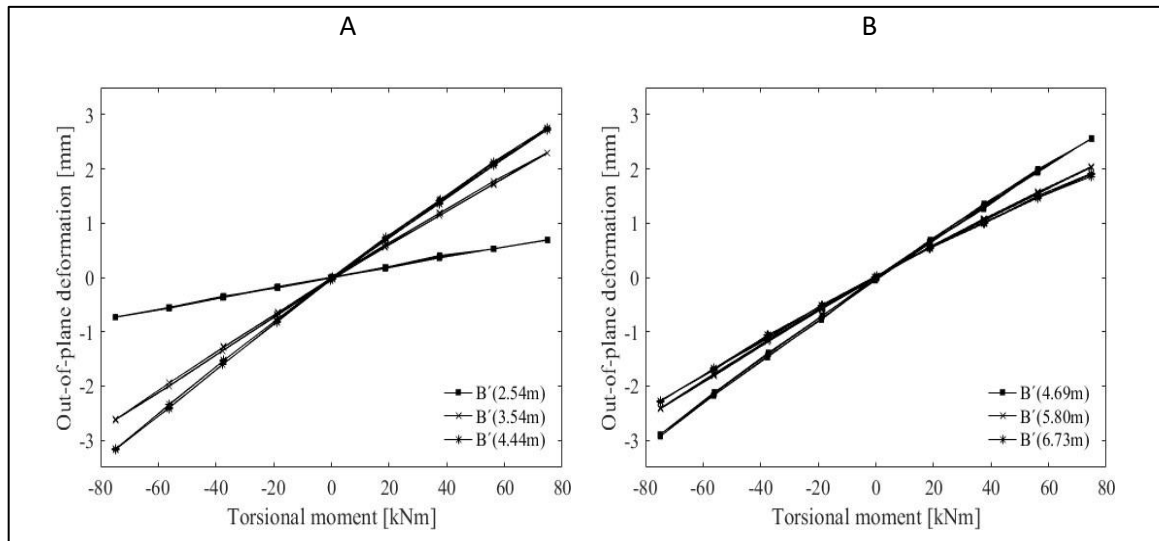 A
B
Out-of-plane deformation [mm]
3
2
1
0
-1
-2
-3
B´(2.54m)
B´(3.54m)
B´(4.44m)
-80 -60 -40 -20 0 20 40 60 80
Torsional moment [kNm]
Out-of-plane deformation [mm]
3
2
1
0
-1
-2
-3
B´(4.69m)
B´(5.80m)
B´(6.73m)
-80 -60 -40 -20 0 20 40 60 80
Torsional moment [kNm]